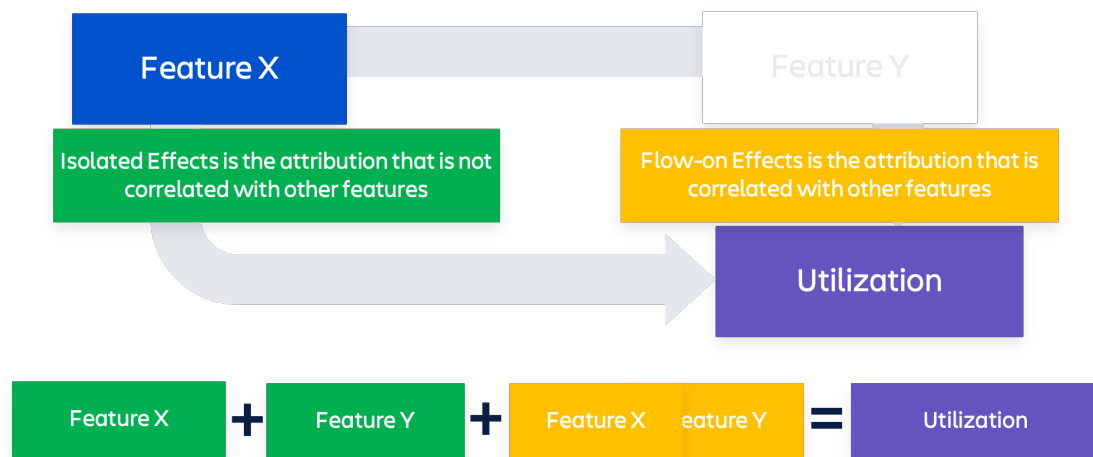 Feature X
Feature Y
Isolated Effects is the attribution that is not
correlated with other features
Flow-on Effects is the attribution that is
correlated with other features
Utilization
Feature X + Feature Y + Feature X eature Y = Utilization